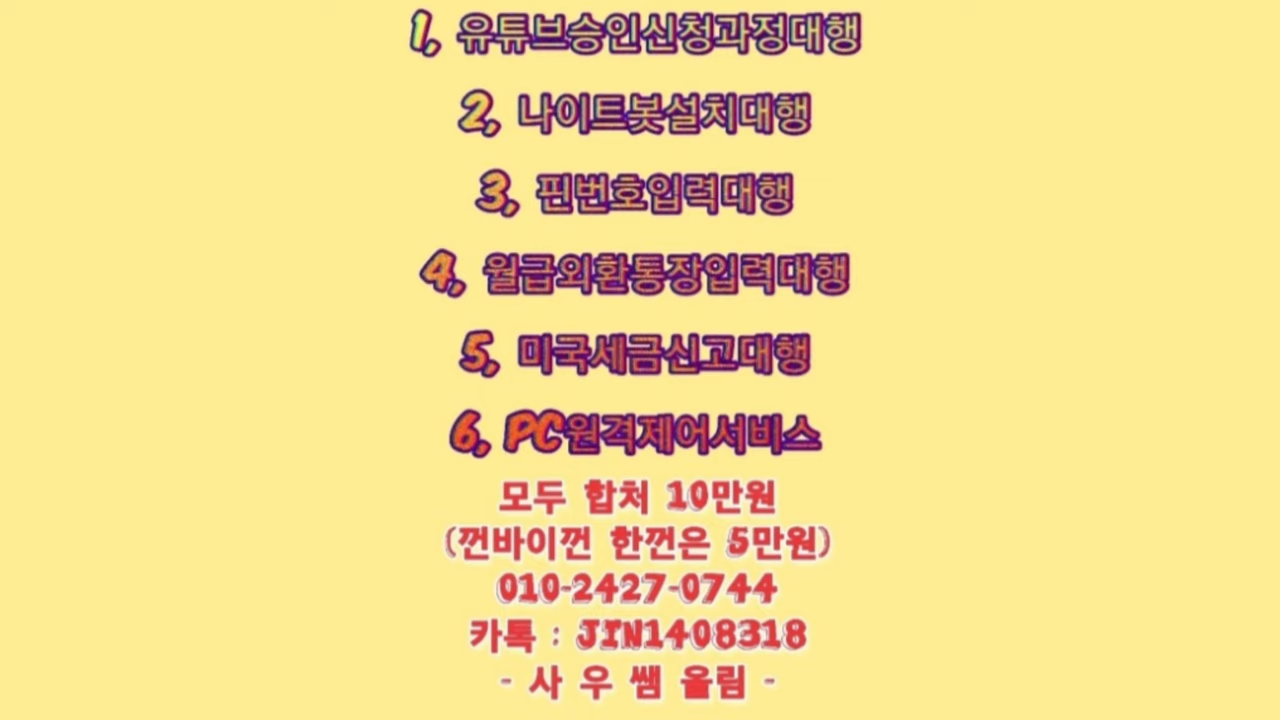 1, 유튜브승인신청과정대행
2, 나이트봇설치대행
3, 핀번호입력대행
4, 월급외환통장입력대행
5, 미국세금신고대행
6, PC원격제어서비스
모두 합처 10만원
(껀바이껀 한껀은 5만원)
010-2427-0744
카톡 : JIN1408318
- 사 우 쌤 올림 -